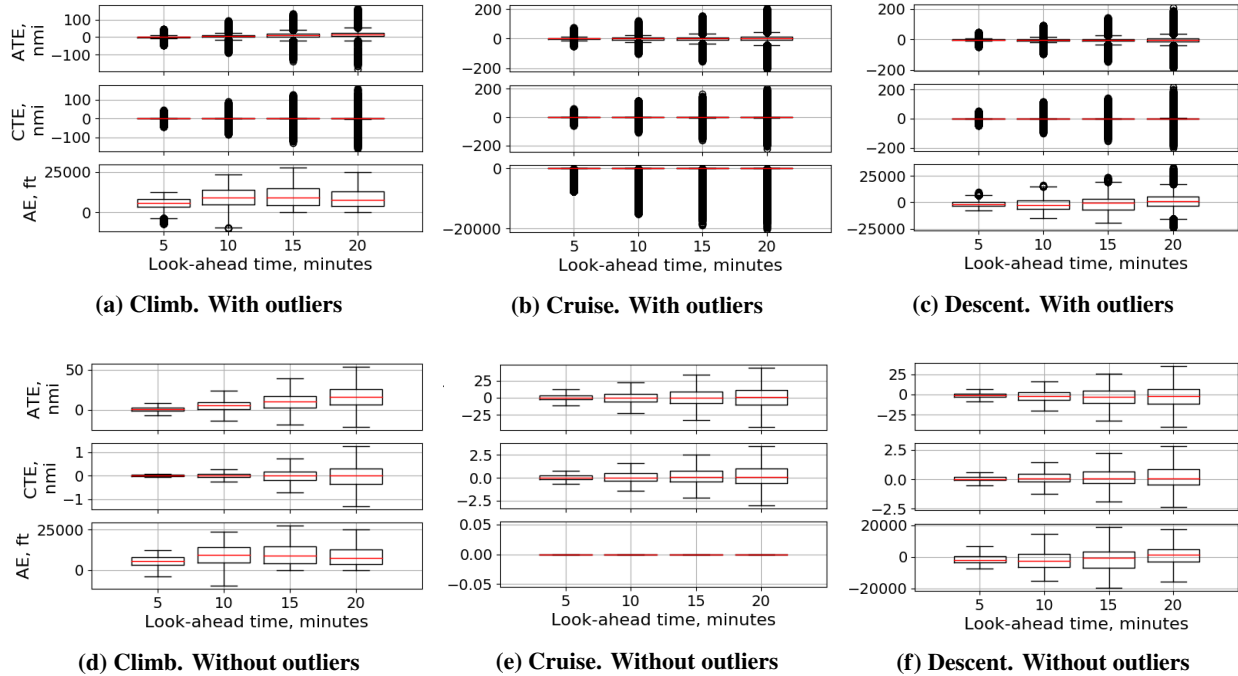 ATE, nmi
100
0
−100
CTE, nmi
100
0
−100
AE, ft
25000
0
5 10 15 20
Look-ahead time, minutes
(a) Climb. With outliers
200
0
−200
200
0
−200
0
−20000
5 10 15 20
Look-ahead time, minutes
(b) Cruise. With outliers
200
0
−200
200
0
−200
25000
0
−25000
5 10 15 20
Look-ahead time, minutes
(c) Descent. With outliers
ATE, nmi
50
0
CTE, nmi
1
0
−1
AE, ft
25000
0
5 10 15 20
Look-ahead time, minutes
(d) Climb. Without outliers
25
0
−25
2.5
0.0
−2.5
0.05
0.00
−0.05
5 10 15 20
Look-ahead time, minutes
(e) Cruise. Without outliers
25
0
−25
2.5
0.0
−2.5
20000
0
−20000
5 10 15 20
Look-ahead time, minutes
(f) Descent. Without outliers